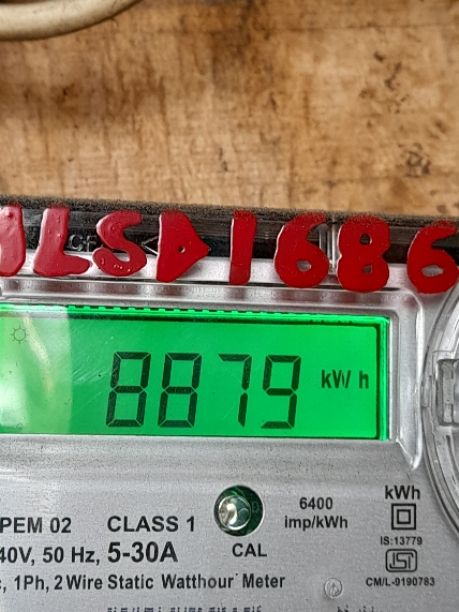 JLSD1686
8879 kWh
PEM 02 CLASS 1 6400 kWh
40V, 50 Hz, 5-30A CAL imp/kWh IS:13779
, 1Ph, 2 Wire Static Watthour Meter CM/L-9190783